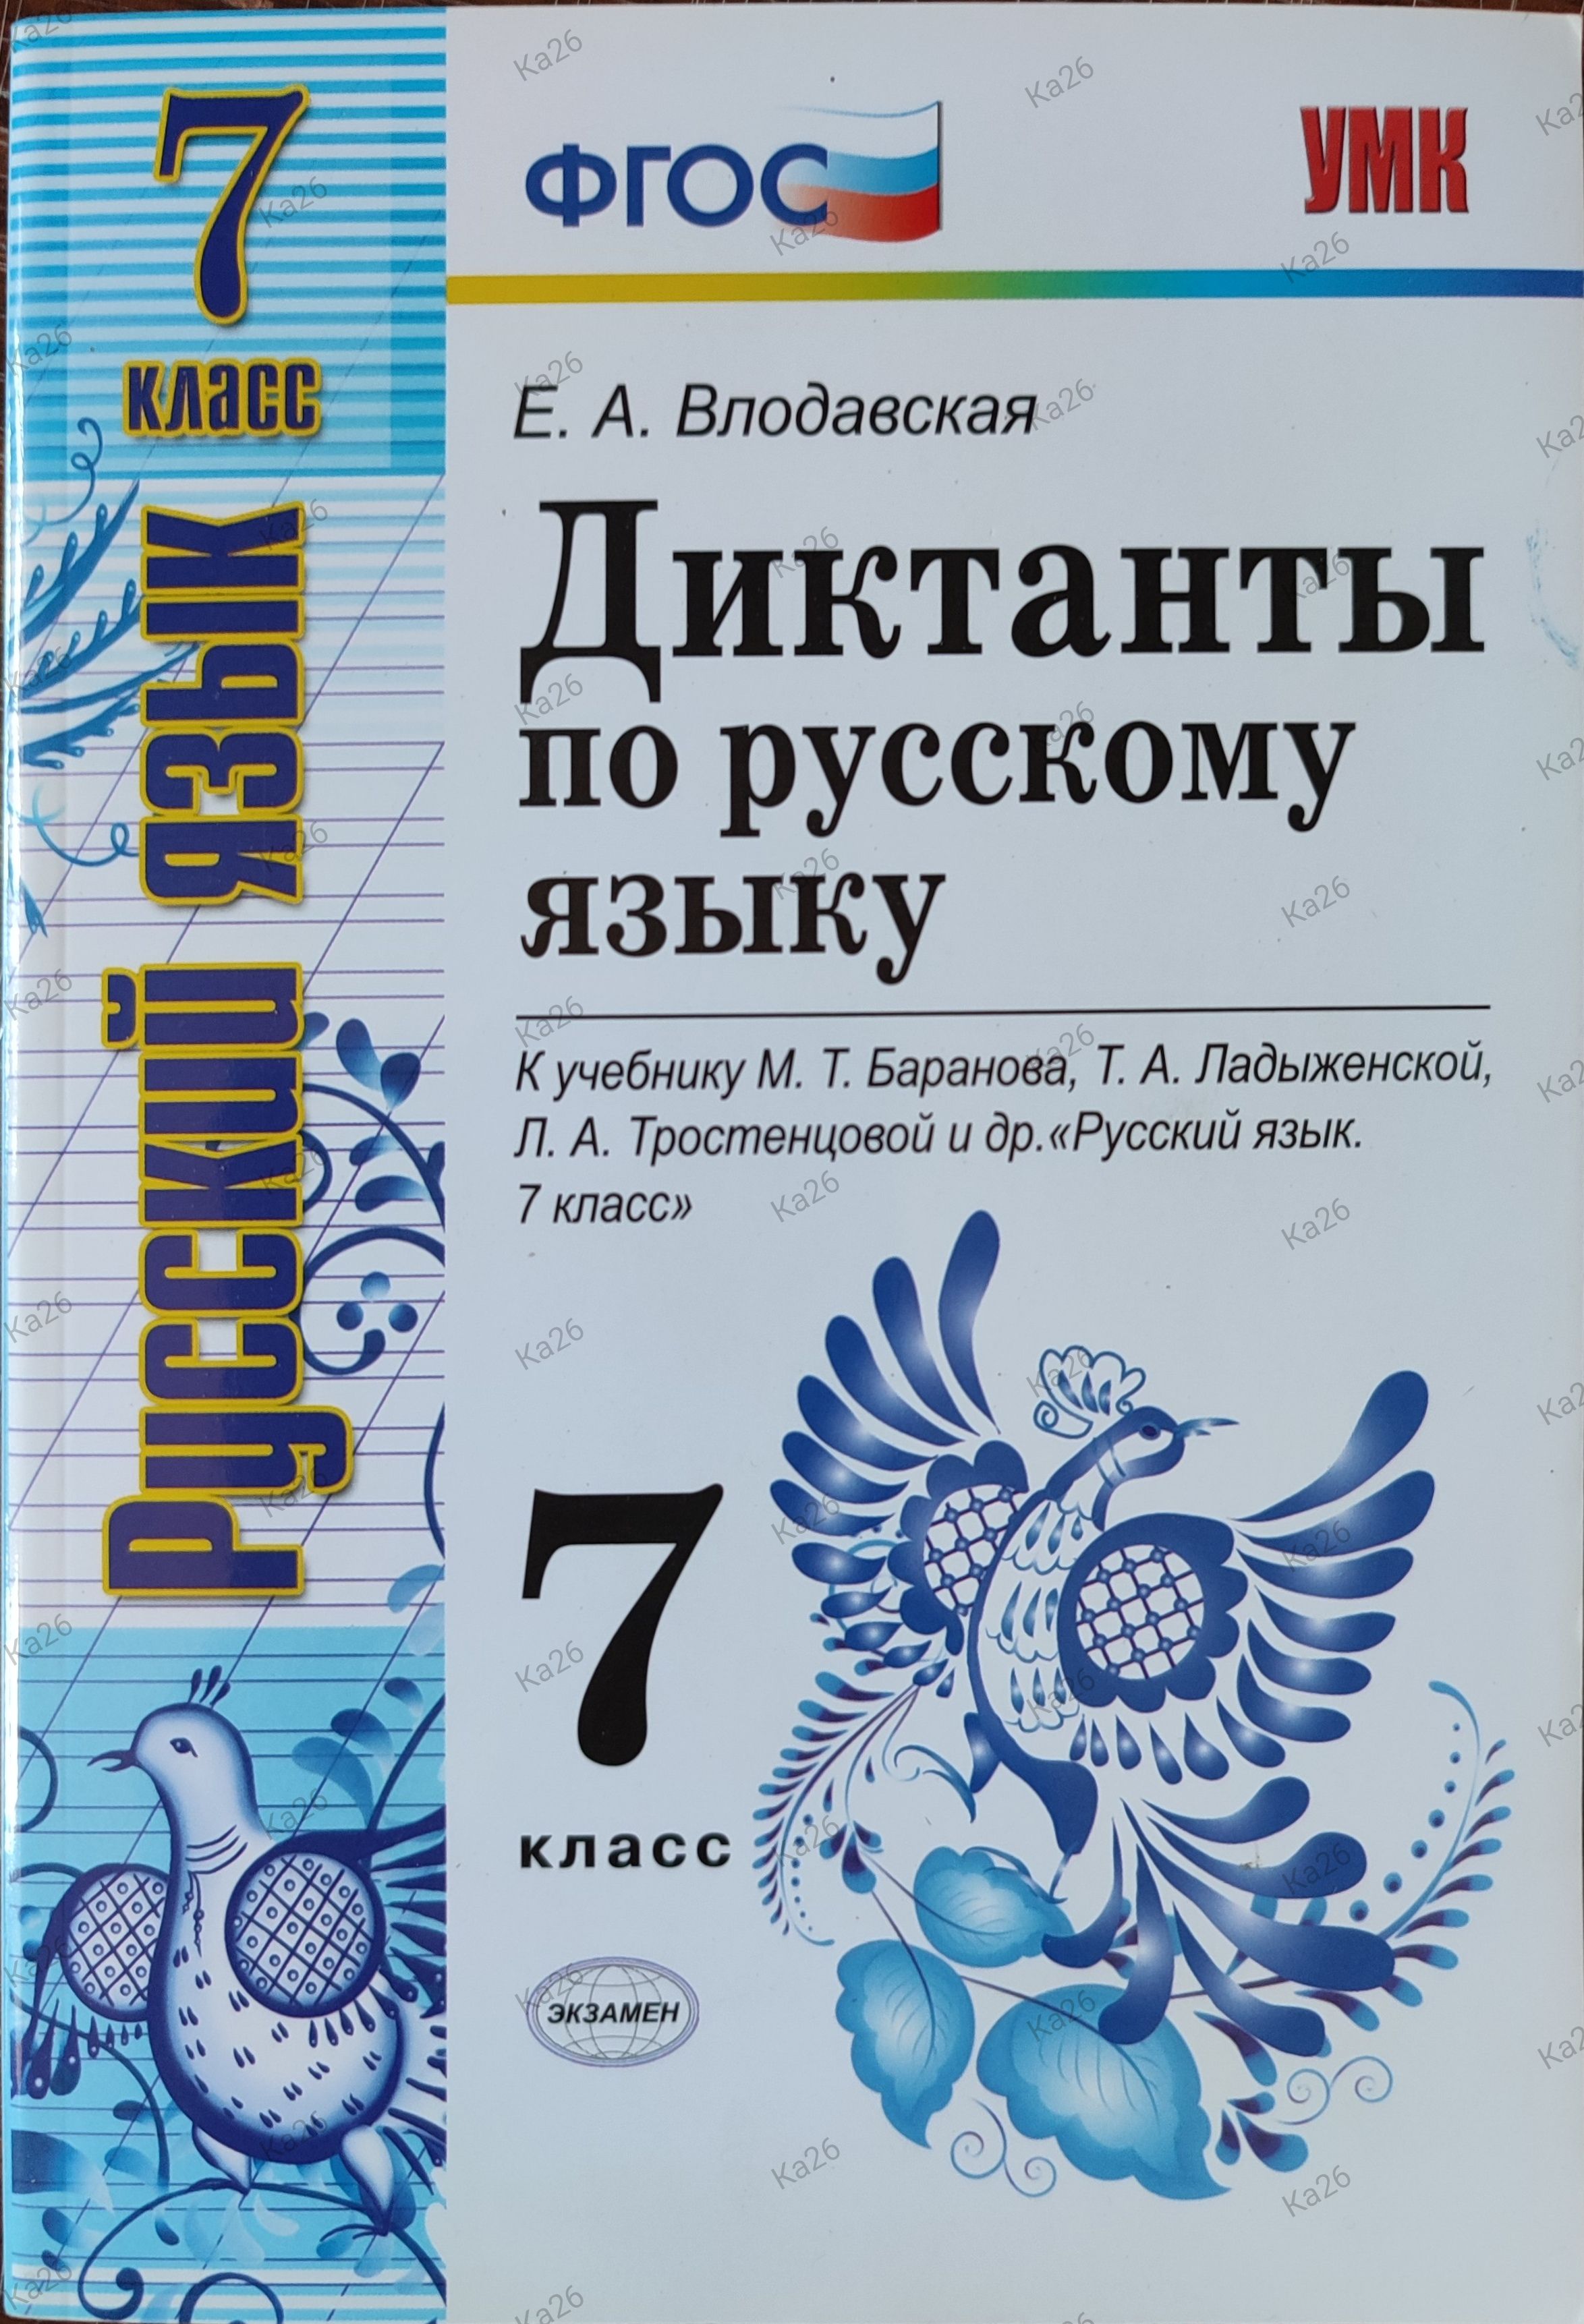 7
класс
Русский язык
ФГОС
УМК
Е. А. Влодавская
Диктанты
по русскому
языку
К учебнику М. Т. Баранова, Т. А. Ладыженской,
Л. А. Тростенцовой и др.«Русский язык.
7 класс»
7
класс
ЭКЗАМЕН
Ка26